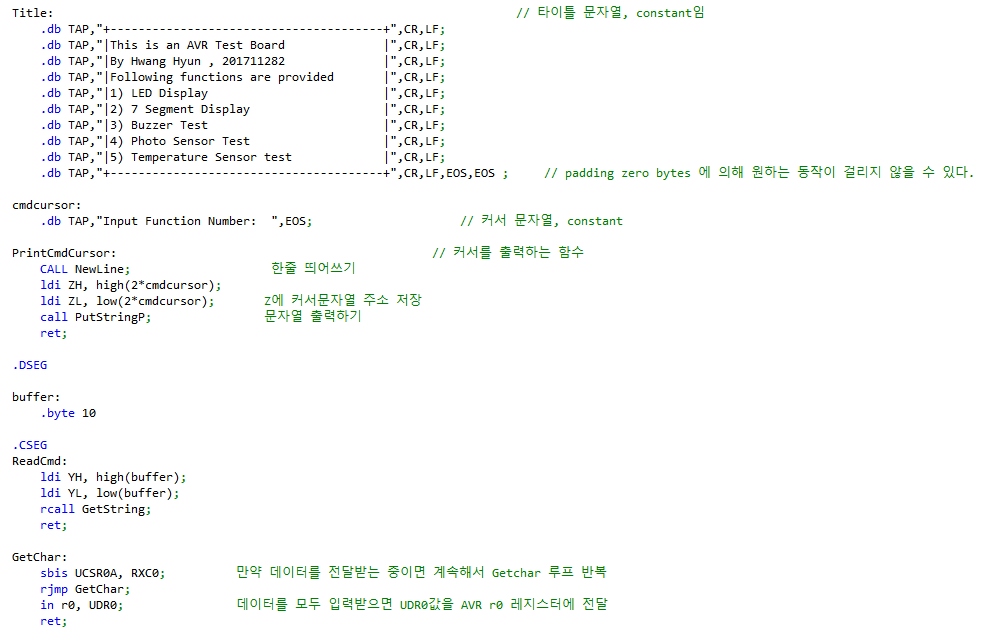 Title: // 타이틀 문자열, constant임
.db TAP,"+---------------------------------------+",CR,LF;
.db TAP,"|This is an AVR Test Board              |",CR,LF;
.db TAP,"|By Hwang Hyun , 201711282              |",CR,LF;
.db TAP,"|Following functions are provided       |",CR,LF;
.db TAP,"|1) LED Display                         |",CR,LF;
.db TAP,"|2) 7 Segment Display                   |",CR,LF;
.db TAP,"|3) Buzzer Test                         |",CR,LF;
.db TAP,"|4) Photo Sensor Test                   |",CR,LF;
.db TAP,"|5) Temperature Sensor test             |",CR,LF;
.db TAP,"+---------------------------------------+",CR,LF,EOS,EOS ; // padding zero bytes 에 의해 원하는 동작이 걸리지 않을 수 있다.
cmdcursor:
.db TAP,"Input Function Number:  ",EOS; // 커서 문자열, constant
PrintCmdCursor: // 커서를 출력하는 함수
CALL NewLine; 한줄 띄어쓰기
ldi ZH, high(2*cmdcursor);
ldi ZL, low(2*cmdcursor); Z에 커서문자열 주소 저장
call PutStringP; 문자열 출력하기
ret;
.DSEG
buffer:
.byte 10
.CSEG
ReadCmd:
ldi YH, high(buffer);
ldi YL, low(buffer);
rcall GetString;
ret;
GetChar:
sbis UCSR0A, RXC0; 만약 데이터를 전달받는 중이면 계속해서 Getchar 루프 반복
rjmp GetChar;
in r0, UDR0; 데이터를 모두 입력받으면 UDR0값을 AVR r0 레지스터에 전달
ret;